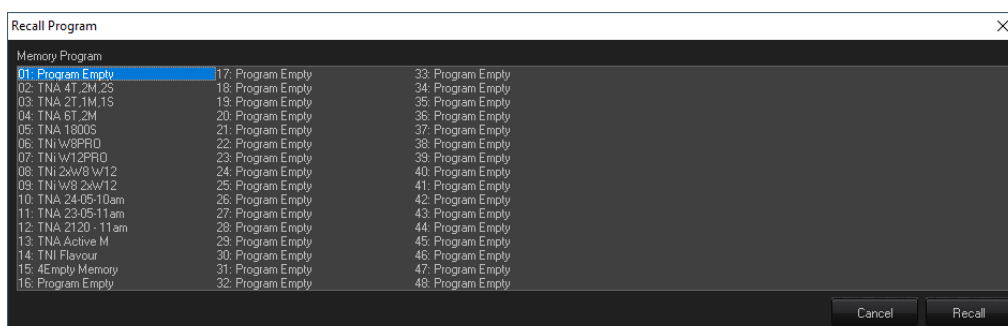 Recall Program
Memory Program
01: Program Empty
02: TNA 4T,2M,2S
03: TNA 2T,1M,1S
04: TNA 6T,2M
05: TNA 1800S
06: TNi W8PRO
07: TNi W12PRO
08: TNi 2xW8 W12
09: TNi W8 2xW12
10: TNA 24-05-10am
11: TNA 23-05-11am
12: TNA 2120 - 11am
13: TNA Active M
14: TNI Flavour
15: 4Empty Memory
16: Program Empty
17: Program Empty
18: Program Empty
19: Program Empty
20: Program Empty
21: Program Empty
22: Program Empty
23: Program Empty
24: Program Empty
25: Program Empty
26: Program Empty
27: Program Empty
28: Program Empty
29: Program Empty
30: Program Empty
31: Program Empty
32: Program Empty
33: Program Empty
34: Program Empty
35: Program Empty
36: Program Empty
37: Program Empty
38: Program Empty
39: Program Empty
40: Program Empty
41: Program Empty
42: Program Empty
43: Program Empty
44: Program Empty
45: Program Empty
46: Program Empty
47: Program Empty
48: Program Empty
Cancel
Recall